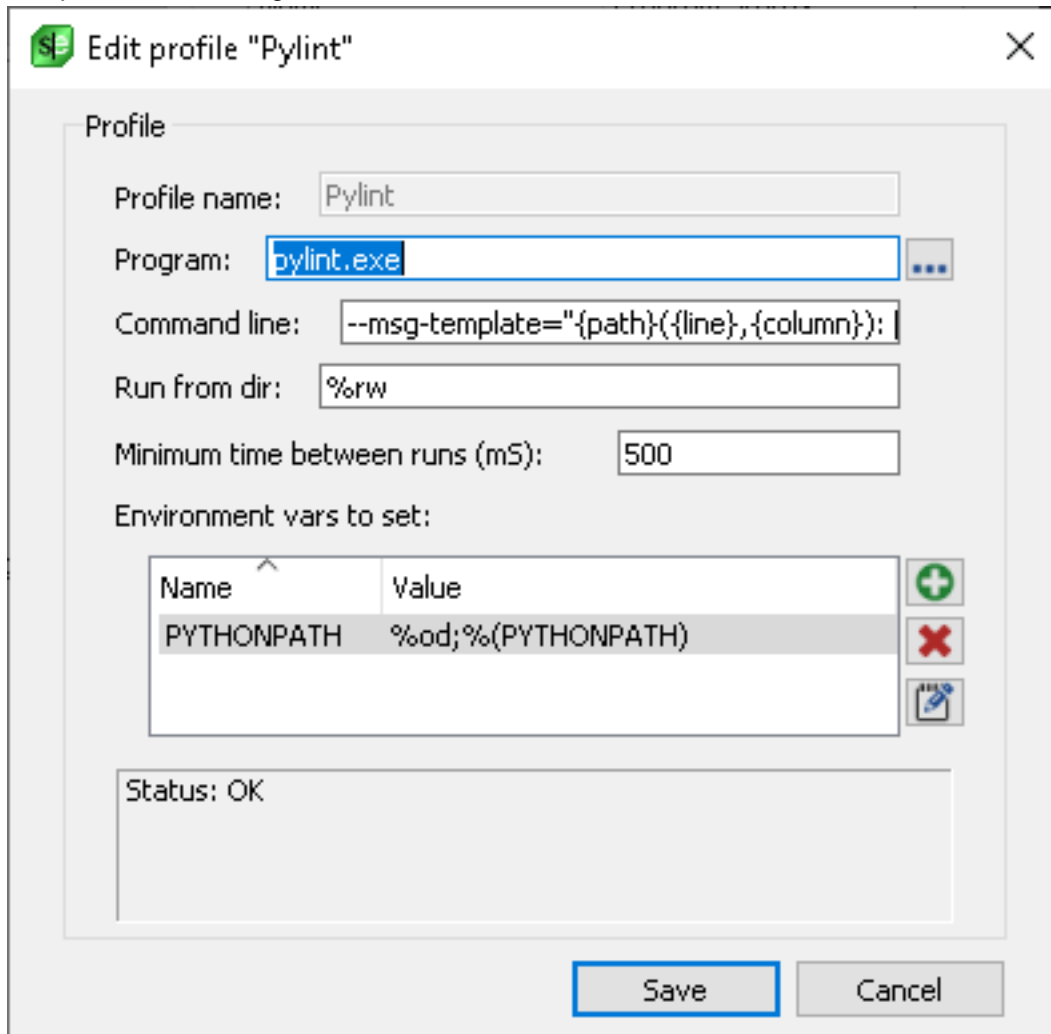 Edit profile "Pylint"
Profile
Profile name: Pylint
Program: pylint.exe
Command line: --msg-template="{path}({line},{column}):
Run from dir: %rw
Minimum time between runs (mS): 500
Environment vars to set:
Name Value
PYTHONPATH %od;%(PYTHONPATH)
Status: OK
Save Cancel